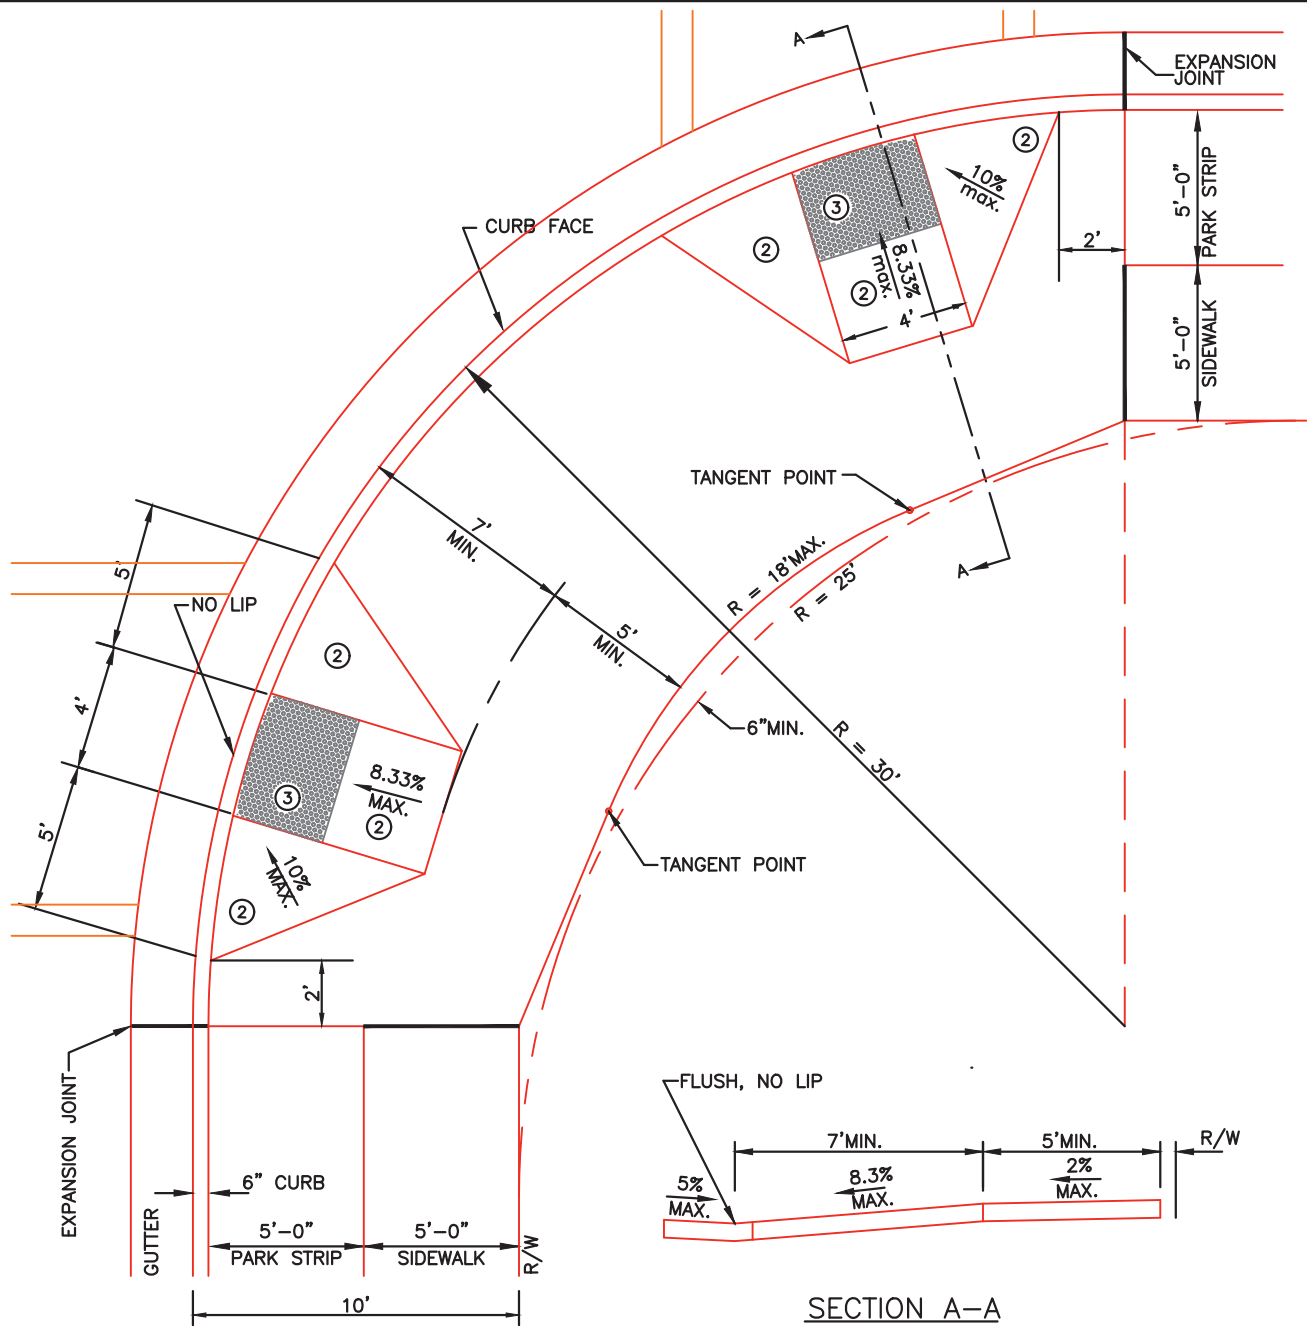 A
EXPANSION
JOINT
2
10%
max.
3
5'-0"
PARK STRIP
2'
CURB FACE
2
8.33%
max.
2
4'
5'-0"
SIDEWALK
TANGENT POINT
7'
MIN.
A
R = 18'MAX.
R = 25'
5'
NO LIP
5'
MIN.
2
4'
6"MIN.
R = 30'
8.33%
MAX.
3
2
5'
TANGENT POINT
10%
MAX.
2
2'
EXPANSION JOINT
FLUSH, NO LIP
7'MIN.
5'MIN.
R/W
5%
MAX.
8.3%
MAX.
2%
MAX.
6" CURB
GUTTER
5'-0"
PARK STRIP
5'-0"
SIDEWALK
R/W
10'
SECTION A-A